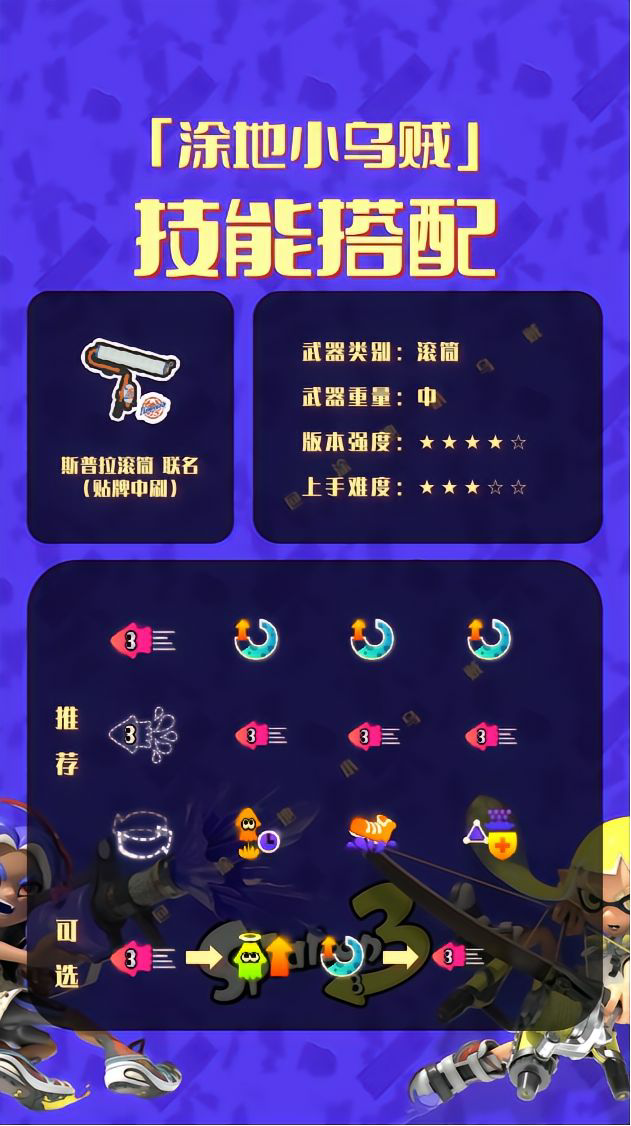 「涂地小乌贼」
技能搭配
斯普拉滚筒 联名
（贴牌中刷）
武器类别：滚筒
武器重量：中
版本强度：★★★★☆
上手难度：★★★☆☆
推荐
可选
Splatoon 3